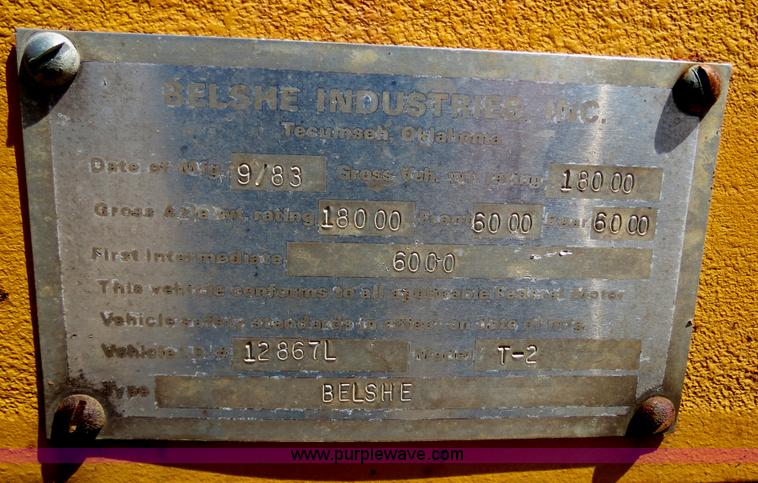 BELSHE INDUSTRIES, INC.
Tecumseh, Oklahoma
Date of Mfg. 9/83 Gross Veh. wt. rating 18000
Gross Axle wt. rating 18000 Front 6000 Rear 6000
First Intermediate 6000
This vehicle conforms to all applicable Federal Motor
Vehicle safety standards in effect on date of mfg.
Vehicle I.D.# 12867L Model T-2
Type BELSHE
www.purplewave.com